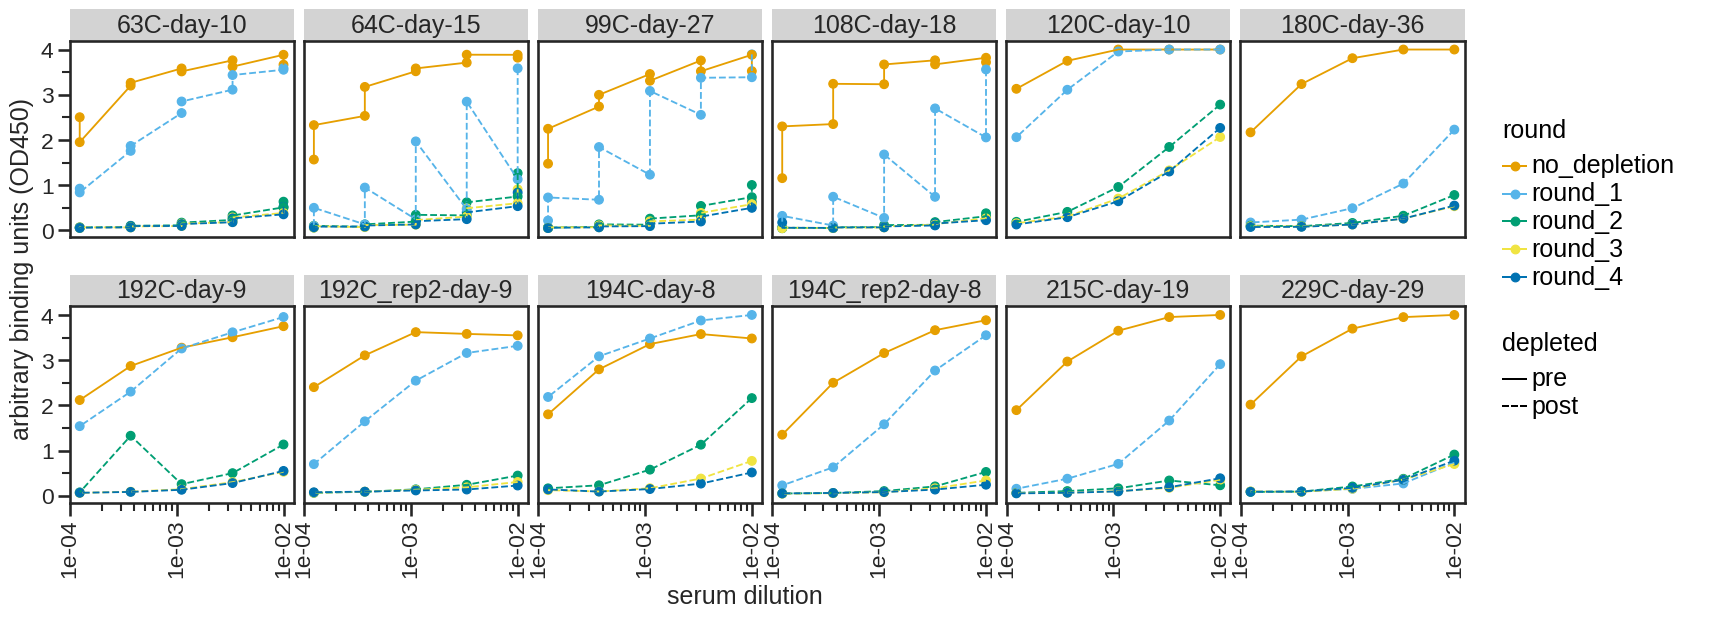 63C-day-10 64C-day-15 99C-day-27 108C-day-18 120C-day-10 180C-day-36
4
3
2
1
0
192C-day-9 192C_rep2-day-9 194C-day-8 194C_rep2-day-8 215C-day-19 229C-day-29
4
3
2
1
0
1e-04 1e-03 1e-02 1e-04 1e-03 1e-02 1e-04 1e-03 1e-02 1e-04 1e-03 1e-02 1e-04 1e-03 1e-02 1e-04 1e-03 1e-02
serum dilution
arbitrary binding units (OD450)
round
no_depletion
round_1
round_2
round_3
round_4
depleted
pre
post